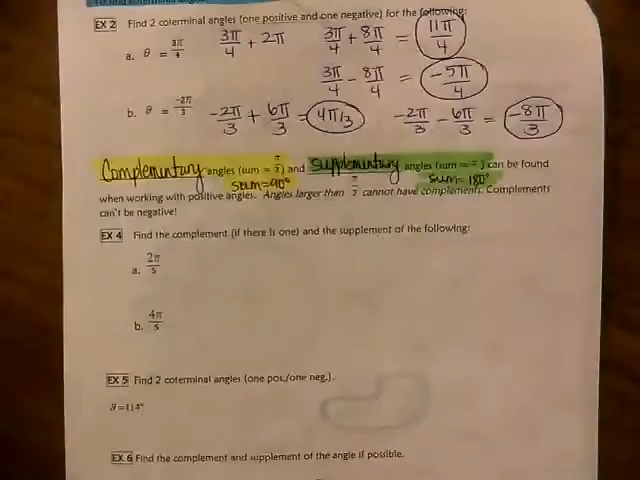 EX 2 Find 2 coterminal angles (one positive and one negative) for the following:
a. θ = 3π/4 3π/4 + 2π 3π/4 + 8π/4 = 11π/4
3π/4 - 8π/4 = -5π/4
b. θ = -2π/3 -2π/3 + 6π/3 = 4π/3 -2π/3 - 6π/3 = -8π/3
Complementary angles (sum = π/2) and Supplementary angles (sum = π) can be found
sum=90° sum=180°
when working with positive angles. Angles larger than π/2 cannot have complements. Complements
can't be negative!
EX 4 Find the complement (if there is one) and the supplement of the following:
a. 2π/5
b. 4π/5
EX 5 Find 2 coterminal angles (one pos./one neg.).
θ=114°
EX 6 Find the complement and supplement of the angle if possible.